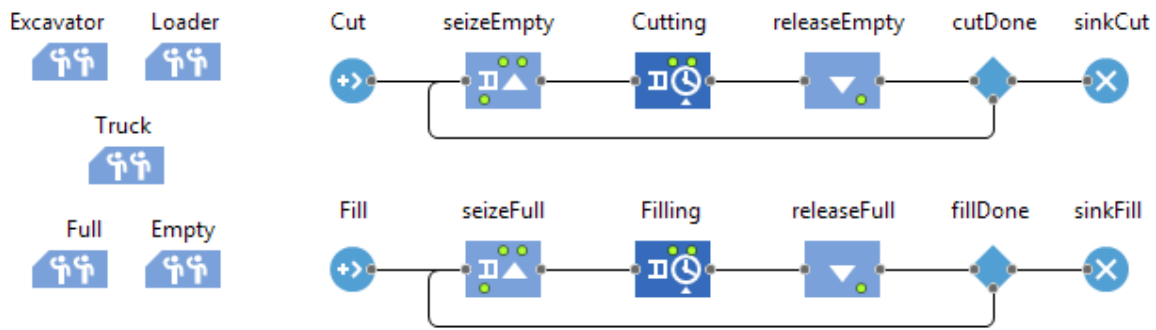 Excavator Loader Cut seizeEmpty Cutting releaseEmpty cutDone sinkCut
Truck
Full Empty Fill seizeFull Filling releaseFull fillDone sinkFill